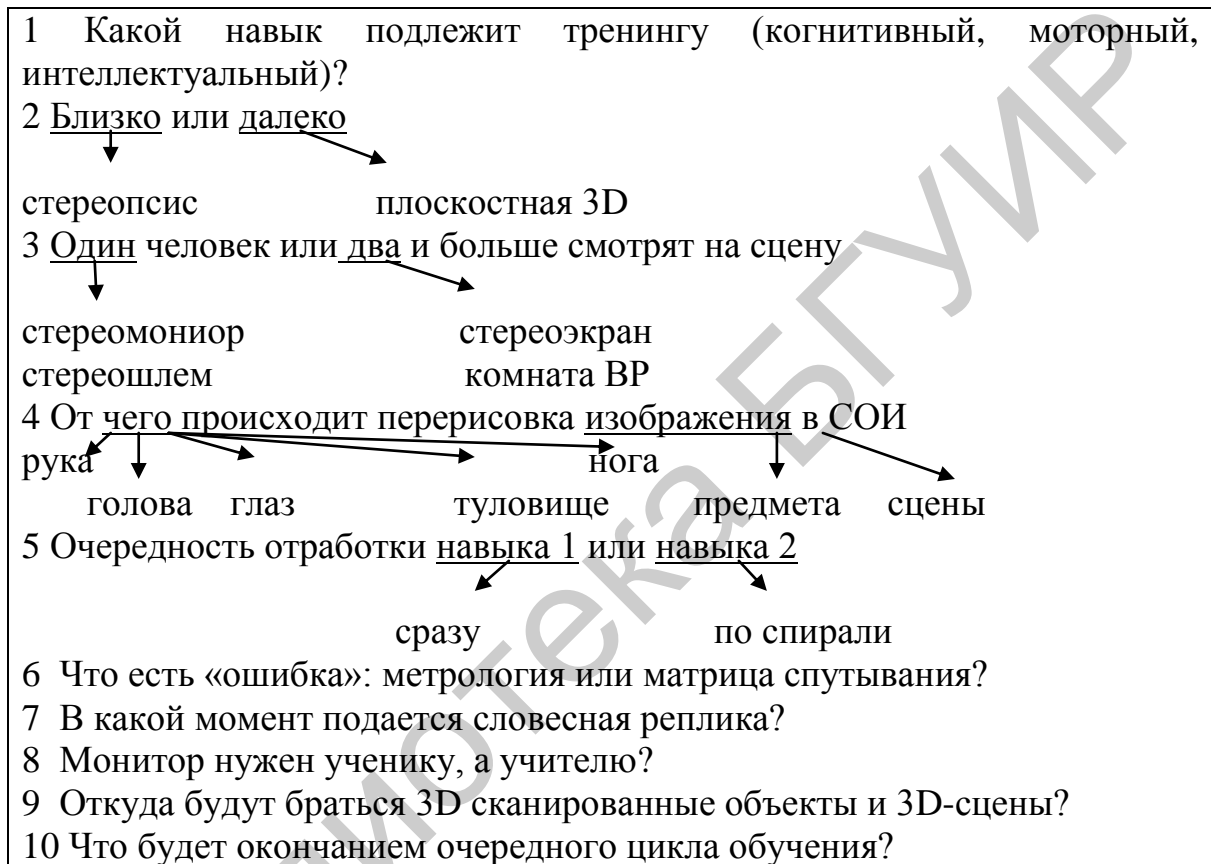 1 Какой навык подлежит тренингу (когнитивный, моторный,
интеллектуальный)?
2 Близко или далеко
стереопсис плоскостная 3D
3 Один человек или два и больше смотрят на сцену
стереомониор стереоэкран
стереошлем комната ВР
4 От чего происходит перерисовка изображения в СОИ
рука нога
голова глаз туловище предмета сцены
5 Очередность отработки навыка 1 или навыка 2
сразу по спирали
6 Что есть «ошибка»: метрология или матрица спутывания?
7 В какой момент подается словесная реплика?
8 Монитор нужен ученику, а учителю?
9 Откуда будут браться 3D сканированные объекты и 3D-сцены?
10 Что будет окончанием очередного цикла обучения?
иотека БГУИР